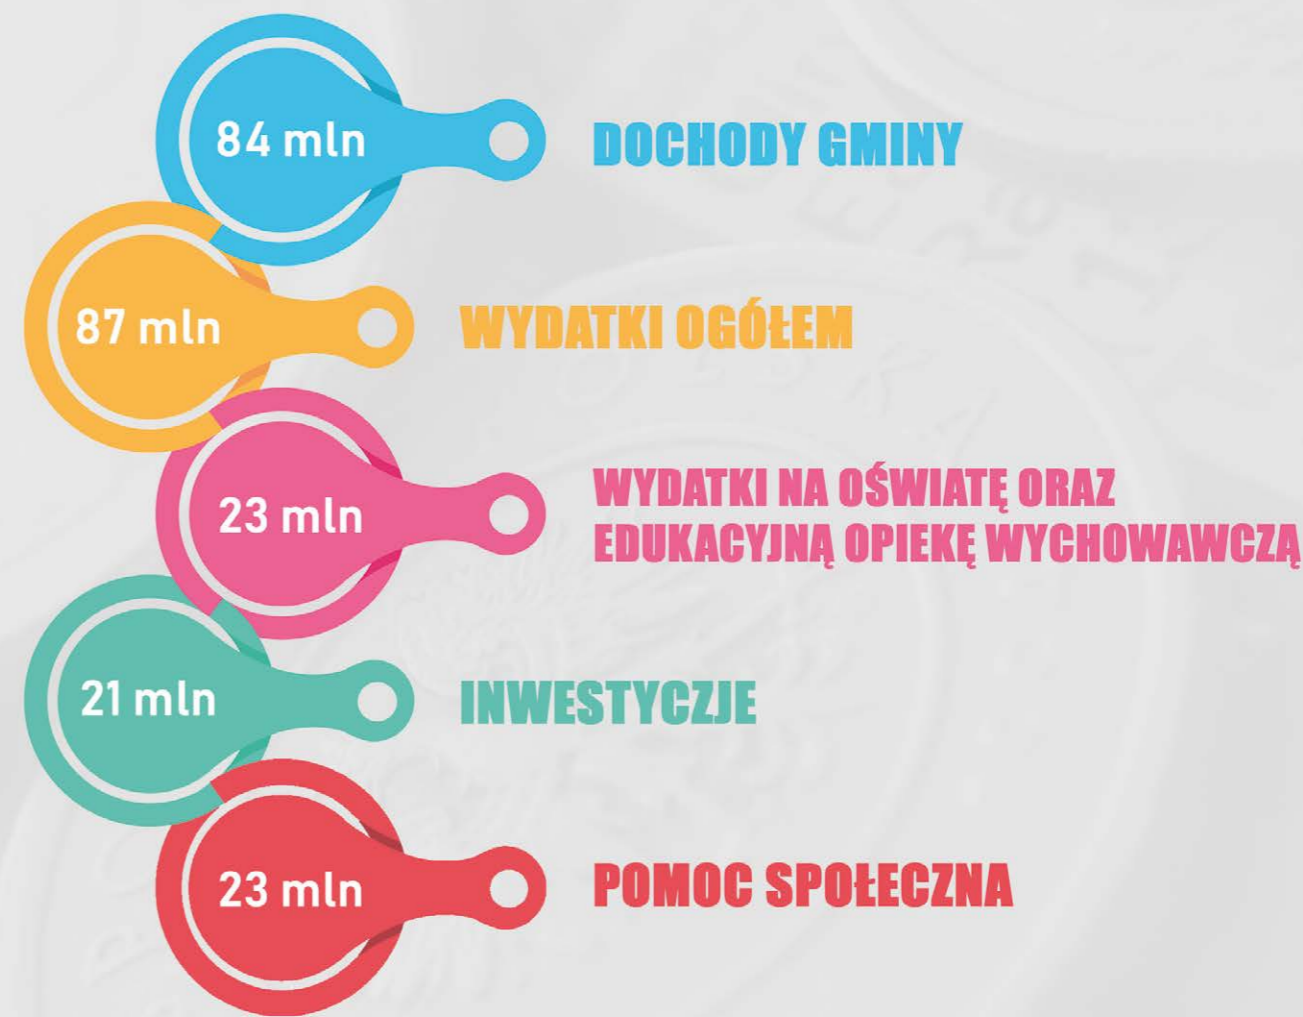 84 mln
DOCHODY GMINY
87 mln
WYDATKI OGÓŁEM
23 mln
WYDATKI NA OŚWIATĘ ORAZ
EDUKACYJNĄ OPIEKĘ WYCHOWAWCZĄ
21 mln
INWESTYCZJE
23 mln
POMOC SPOŁECZNA